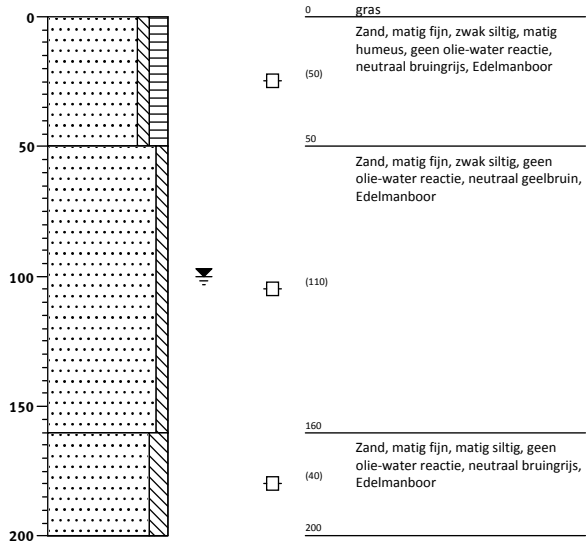 0
0
gras
Zand, matig fijn, zwak siltig, matig
humeus, geen olie-water reactie,
neutraal bruingrijs, Edelmanboor
(50)
50
50
Zand, matig fijn, zwak siltig, geen
olie-water reactie, neutraal geelbruin,
Edelmanboor
100
(110)
150
160
Zand, matig fijn, matig siltig, geen
olie-water reactie, neutraal bruingrijs,
Edelmanboor
(40)
200
200